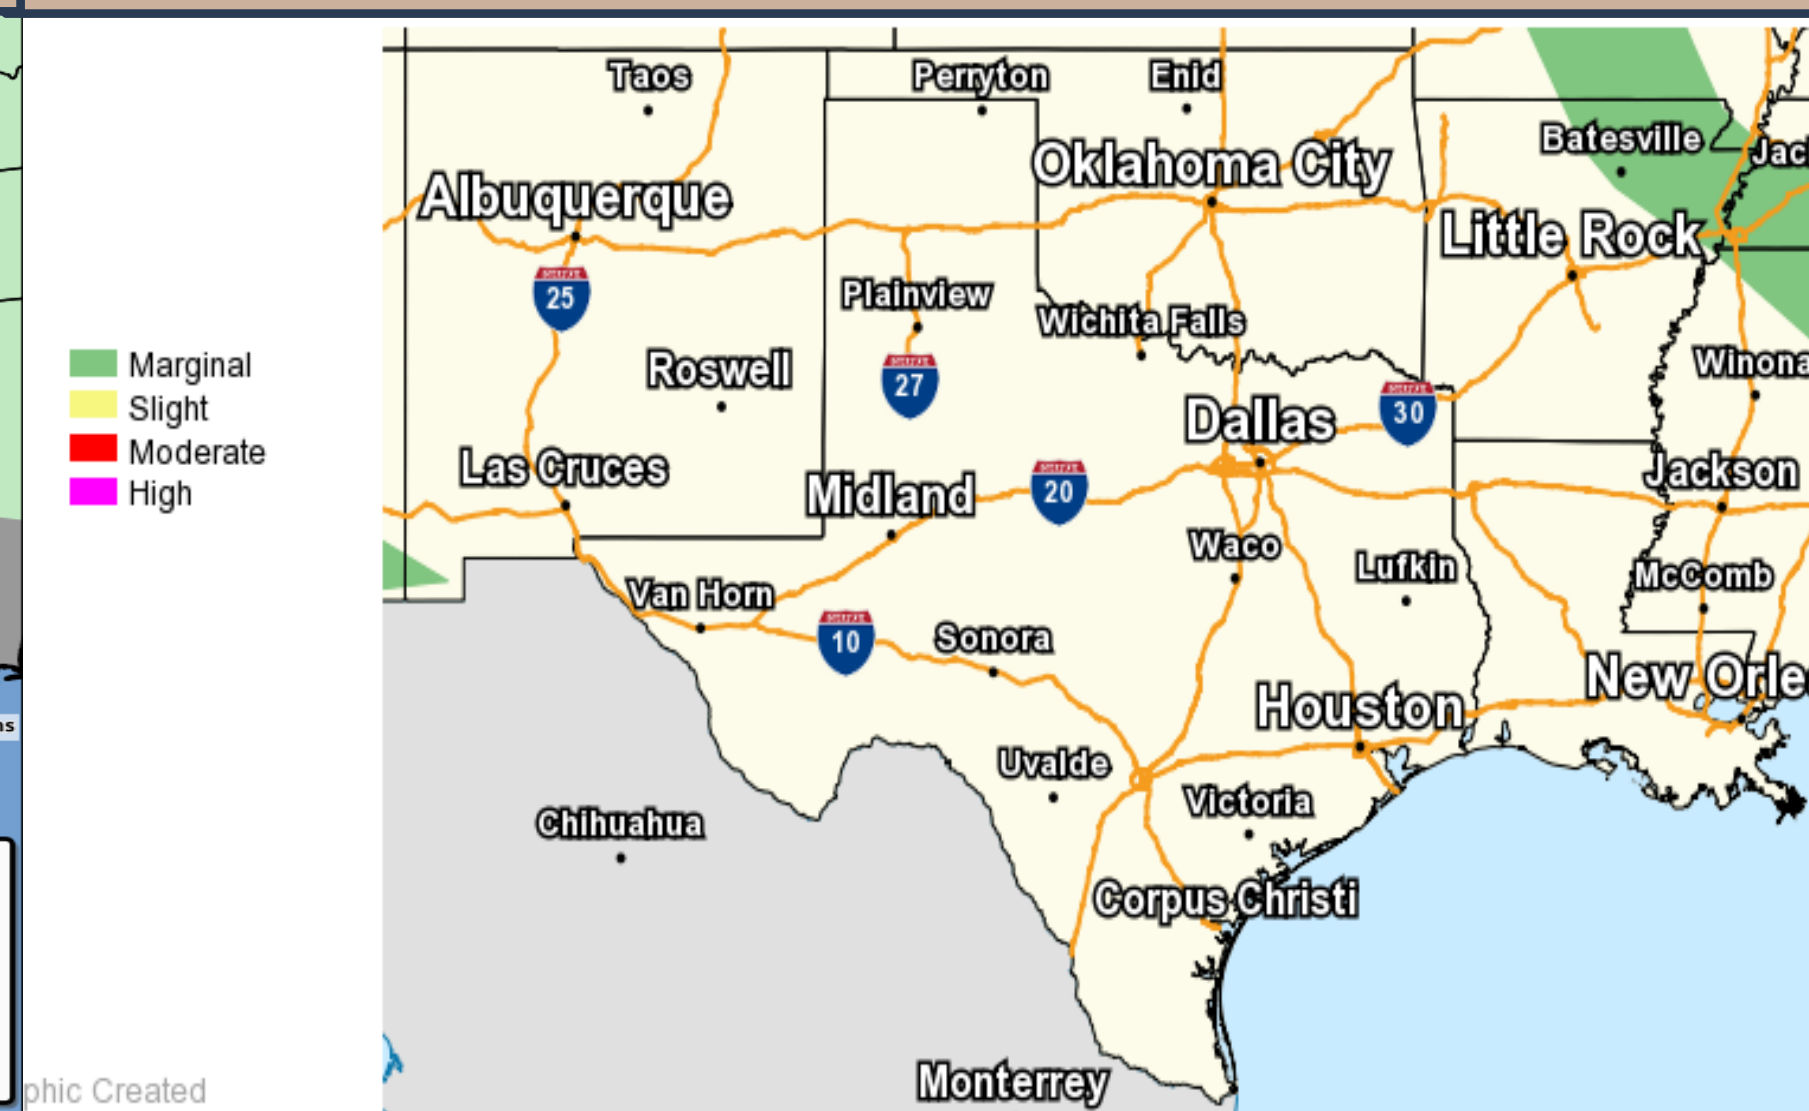 Taos
Perryton
Enid
Batesville
Oklahoma City
Albuquerque
Little Rock
25
Plainview
Wichita Falls
Roswell
27
30
Winona
Marginal
Slight
Moderate
High
Dallas
Las Cruces
Midland
20
Jackson
Waco
Lufkin
McComb
Van Horn
10
Sonora
New Orle
Houston
ns
Uvalde
Victoria
Chihuahua
Corpus Christi
Monterrey
phic Created